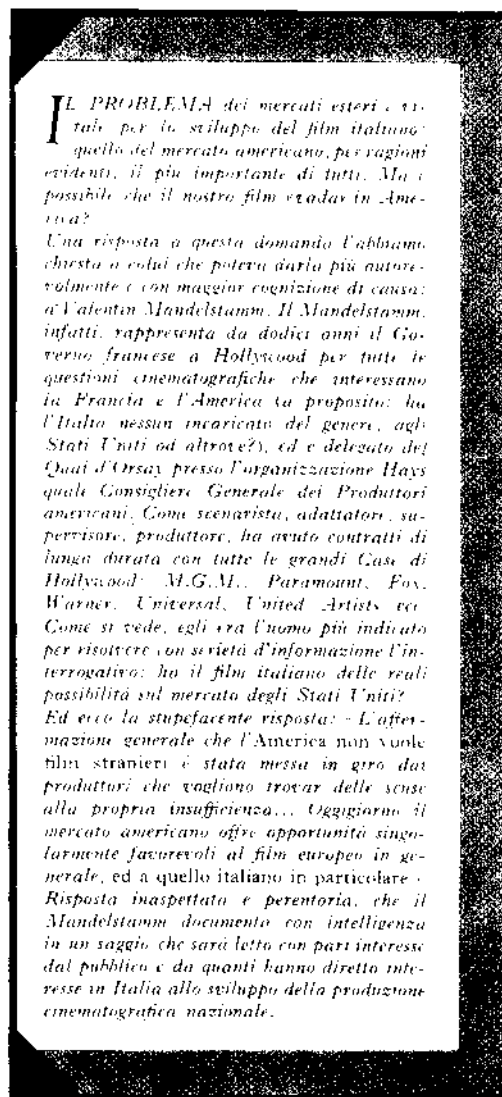 IL PROBLEMA dei mercati esteri è vi-
tale per lo sviluppo del film italiano:
quello del mercato americano, per ragioni
evidenti, il più importante di tutti. Ma è
possibile che il nostro film evada in Ame-
rica?
Una risposta a questa domanda l'abbiamo
chiesta a colui che poteva darla più autore-
volmente e con maggior cognizione di causa:
a Valentin Mandelstamm. Il Mandelstamm,
infatti, rappresenta da dodici anni il Go-
verno francese a Hollywood per tutte le
questioni cinematografiche che interessano
la Francia e l'America (a proposito: ha
l'Italia nessun incaricato del genere, agli
Stati Uniti od altrove?), ed è delegato del
Quai d'Orsay presso l'organizzazione Hays
quale Consigliere Generale dei Produttori
americani. Come scenarista, adattatore, su-
pervisore, produttore, ha avuto contratti di
lunga durata con tutte le grandi Case di
Hollywood: M.G.M., Paramount, Fox,
Warner, Universal, United Artists ecc.
Come si vede, egli era l'uomo più indicato
per risolvere con serietà d'informazione l'in-
terrogativo: ha il film italiano delle reali
possibilità sul mercato degli Stati Uniti?
Ed ecco la stupefacente risposta: « L'affer-
mazione generale che l'America non vuole
film stranieri è stata messa in giro dai
produttori che vogliono trovar delle scuse
alla propria insufficienza... Oggigiorno il
mercato americano offre opportunità singo-
larmente favorevoli al film europeo in ge-
nerale, ed a quello italiano in particolare ».
Risposta inaspettata e perentoria, che il
Mandelstamm documenta con intelligenza
in un saggio che sarà letto con pari interesse
dal pubblico e da quanti hanno diretto inte-
resse in Italia allo sviluppo della produzione
cinematografica nazionale.